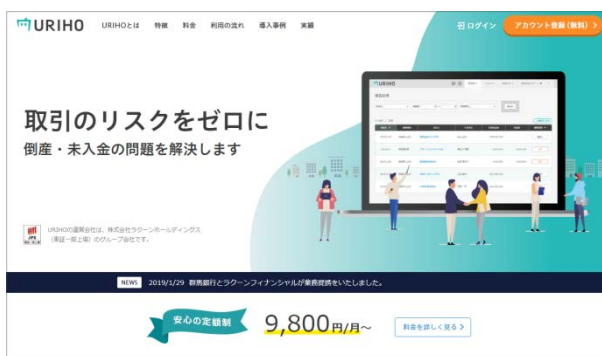 URIHO
URIHOとは 特徴 料金 利用の流れ 導入事例 実績
ログイン
アカウント登録(無料)
取引のリスクをゼロに
倒産・未入金の問題を解決します
URIHO
JPX
URIHOの運営会社は、株式会社ラクーンホールディングス
(東証一部上場)のグループ会社です。
NEWS 2019/1/29 群馬銀行とラクーンフィナンシャルが業務提携をいたしました。
安心の定額制
9,800円/月～
料金を詳しく見る